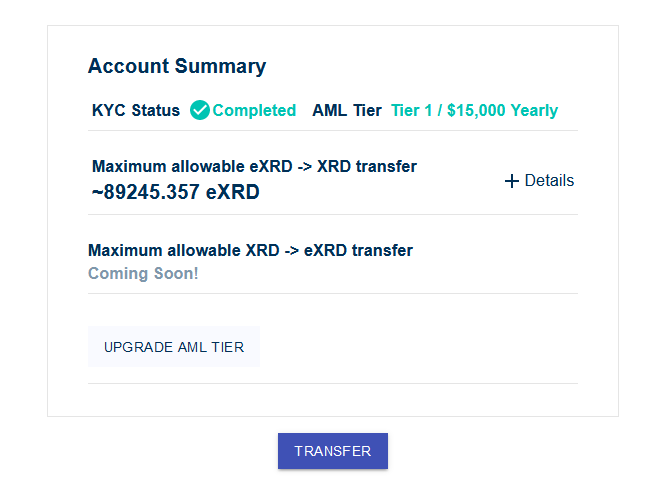 Account Summary
KYC Status Completed AML Tier Tier 1 / $15,000 Yearly
Maximum allowable eXRD -> XRD transfer
~89245.357 eXRD
+ Details
Maximum allowable XRD -> eXRD transfer
Coming Soon!
UPGRADE AML TIER
TRANSFER